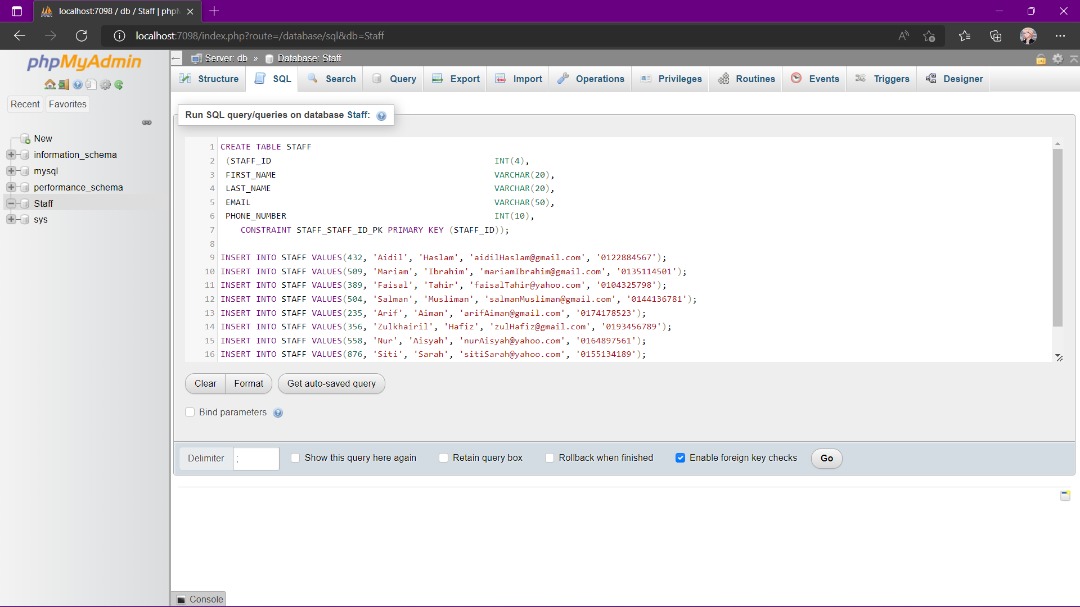 localhost:7098 / db / Staff | phpM
localhost:7098/index.php?route=/database/sql&db=Staff
phpMyAdmin
Recent Favorites
New
information_schema
mysql
performance_schema
Staff
sys
Server: db » Database: Staff
Structure SQL Search Query Export Import Operations Privileges Routines Events Triggers Designer
Run SQL query/queries on database Staff:
1 CREATE TABLE STAFF
2 (STAFF_ID INT(4),
3 FIRST_NAME VARCHAR(20),
4 LAST_NAME VARCHAR(20),
5 EMAIL VARCHAR(50),
6 PHONE_NUMBER INT(10),
7 CONSTRAINT STAFF_STAFF_ID_PK PRIMARY KEY (STAFF_ID));
8
9 INSERT INTO STAFF VALUES(432, 'Aidil', 'Haslam', 'aidilHaslam@gmail.com', '0122884567');
10 INSERT INTO STAFF VALUES(509, 'Mariam', 'Ibrahim', 'mariamIbrahim@gmail.com', '0135114501');
11 INSERT INTO STAFF VALUES(389, 'Faisal', 'Tahir', 'faisalTahir@yahoo.com', '0104325798');
12 INSERT INTO STAFF VALUES(504, 'Salman', 'Musliman', 'salmanMusliman@gmail.com', '0144136781');
13 INSERT INTO STAFF VALUES(235, 'Arif', 'Aiman', 'arifAiman@gmail.com', '0174178523');
14 INSERT INTO STAFF VALUES(356, 'Zulkhairil', 'Hafiz', 'zulHafiz@gmail.com', '0193456789');
15 INSERT INTO STAFF VALUES(558, 'Nur', 'Aisyah', 'nurAisyah@yahoo.com', '0164897561');
16 INSERT INTO STAFF VALUES(876, 'Siti', 'Sarah', 'sitiSarah@yahoo.com', '0155134189');
Clear Format Get auto-saved query
Bind parameters
Delimiter ; Show this query here again Retain query box Rollback when finished Enable foreign key checks Go
Console